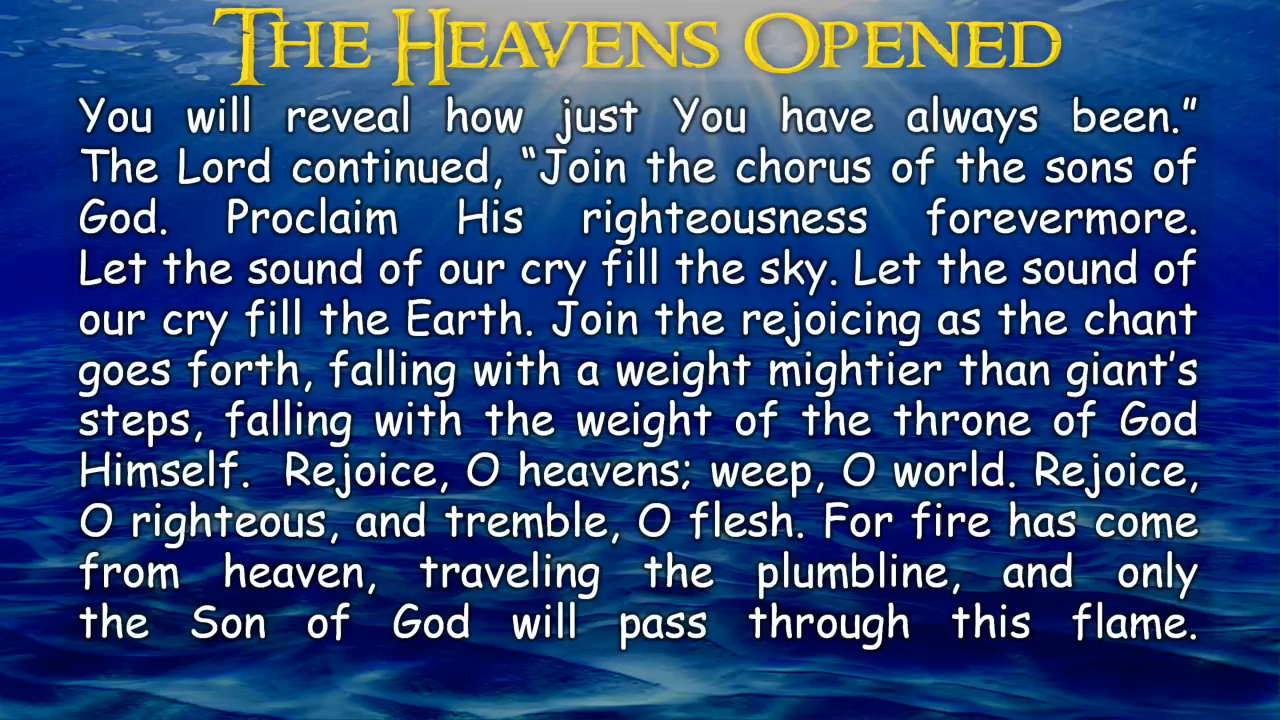 The Heavens Opened
You will reveal how just You have always been.”
The Lord continued, “Join the chorus of the sons of
God. Proclaim His righteousness forevermore.
Let the sound of our cry fill the sky. Let the sound of
our cry fill the Earth. Join the rejoicing as the chant
goes forth, falling with a weight mightier than giant’s
steps, falling with the weight of the throne of God
Himself.  Rejoice, O heavens; weep, O world. Rejoice,
O righteous, and tremble, O flesh. For fire has come
from heaven, traveling the plumbline, and only
the Son of God will pass through this flame.